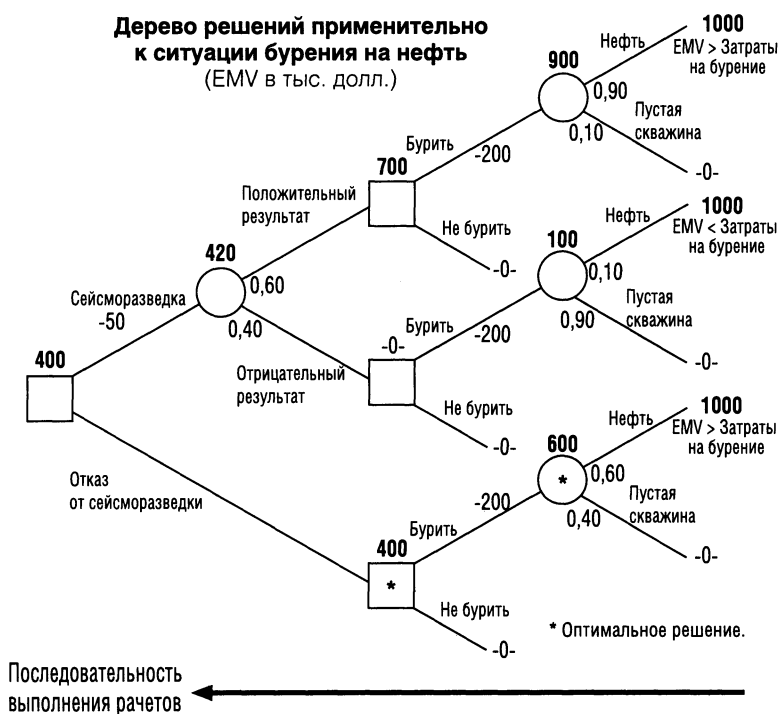 Дерево решений применительно
к ситуации бурения на нефть
(EMV в тыс. долл.)
1000
Нефть
EMV > Затраты
на бурение
900
0,90
Пустая
скважина
0,10
-0-
Бурить
-200
700
Положительный
результат
Не бурить
-0-
1000
Нефть
EMV < Затраты
на бурение
100
0,10
Пустая
скважина
0,90
-0-
420
0,60
Сейсморазведка
-50
0,40
Бурить
-200
-0-
400
Отрицательный
результат
Не бурить
-0-
1000
Нефть
EMV > Затраты
на бурение
600
*
0,60
Пустая
скважина
0,40
-0-
Отказ
от сейсморазведки
-200
Бурить
400
*
Не бурить
-0-
* Оптимальное решение.
Последовательность
выполнения рачетов